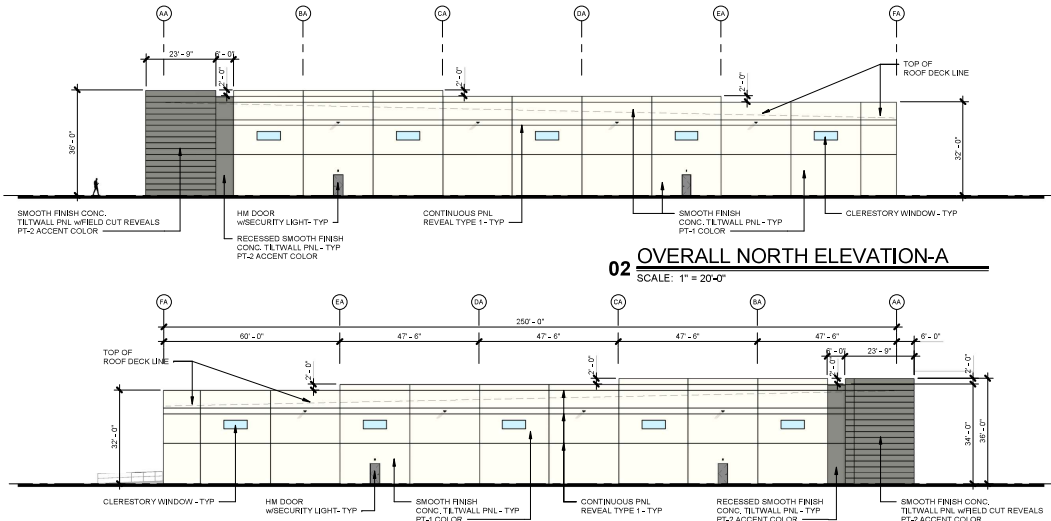 AA BA CA DA EA FA
23' - 9" 6' - 0"
2' - 0" 2' - 0" 2' - 0"
TOP OF
ROOF DECK LINE
36' - 0"
32' - 0"
SMOOTH FINISH CONC.
TILTWALL PNL w/FIELD CUT REVEALS
PT-2 ACCENT COLOR
RECESSED SMOOTH FINISH
CONC. TILTWALL PNL - TYP
PT-2 ACCENT COLOR
HM DOOR
w/SECURITY LIGHT- TYP
CONTINUOUS PNL
REVEAL TYPE 1 - TYP
SMOOTH FINISH
CONC. TILTWALL PNL - TYP
PT-1 COLOR
CLERESTORY WINDOW - TYP
02 OVERALL NORTH ELEVATION-A
SCALE: 1" = 20'-0"
FA EA DA CA BA AA
250' - 0"
60' - 0" 47' - 6" 47' - 6" 47' - 6" 47' - 6" 6' - 0"
TOP OF
ROOF DECK LINE
6' - 0" 23' - 9"
2' - 0" 2' - 0" 2' - 0" 2' - 0"
32' - 0"
34' - 0"
36' - 0"
CLERESTORY WINDOW - TYP
HM DOOR
w/SECURITY LIGHT- TYP
SMOOTH FINISH
CONC. TILTWALL PNL - TYP
PT-1 COLOR
CONTINUOUS PNL
REVEAL TYPE 1 - TYP
RECESSED SMOOTH FINISH
CONC. TILTWALL PNL - TYP
PT-2 ACCENT COLOR
SMOOTH FINISH CONC.
TILTWALL PNL w/FIELD CUT REVEALS
PT-2 ACCENT COLOR